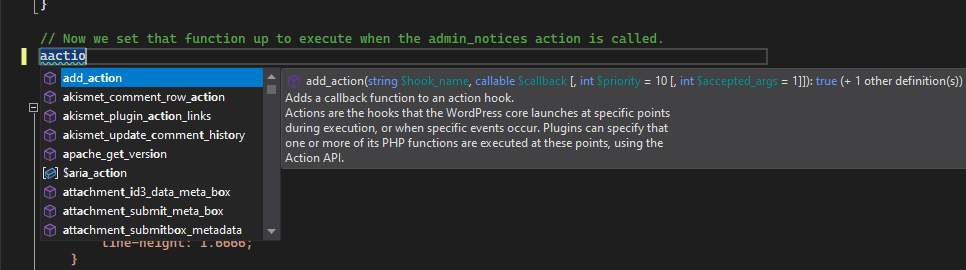 }
// Now we set that function up to execute when the admin_notices action is called.
aactio
add_action
akismet_comment_row_action
akismet_plugin_action_links
akismet_update_comment_history
apache_get_version
$aria_action
attachment_id3_data_meta_box
attachment_submit_meta_box
attachment_submitbox_metadata
add_action(string $hook_name, callable $callback [, int $priority = 10 [, int $accepted_args = 1]]): true (+ 1 other definition(s))
Adds a callback function to an action hook.
Actions are the hooks that the WordPress core launches at specific points
during execution, or when specific events occur. Plugins can specify that
one or more of its PHP functions are executed at these points, using the
Action API.
line-height: 1.6666;
}